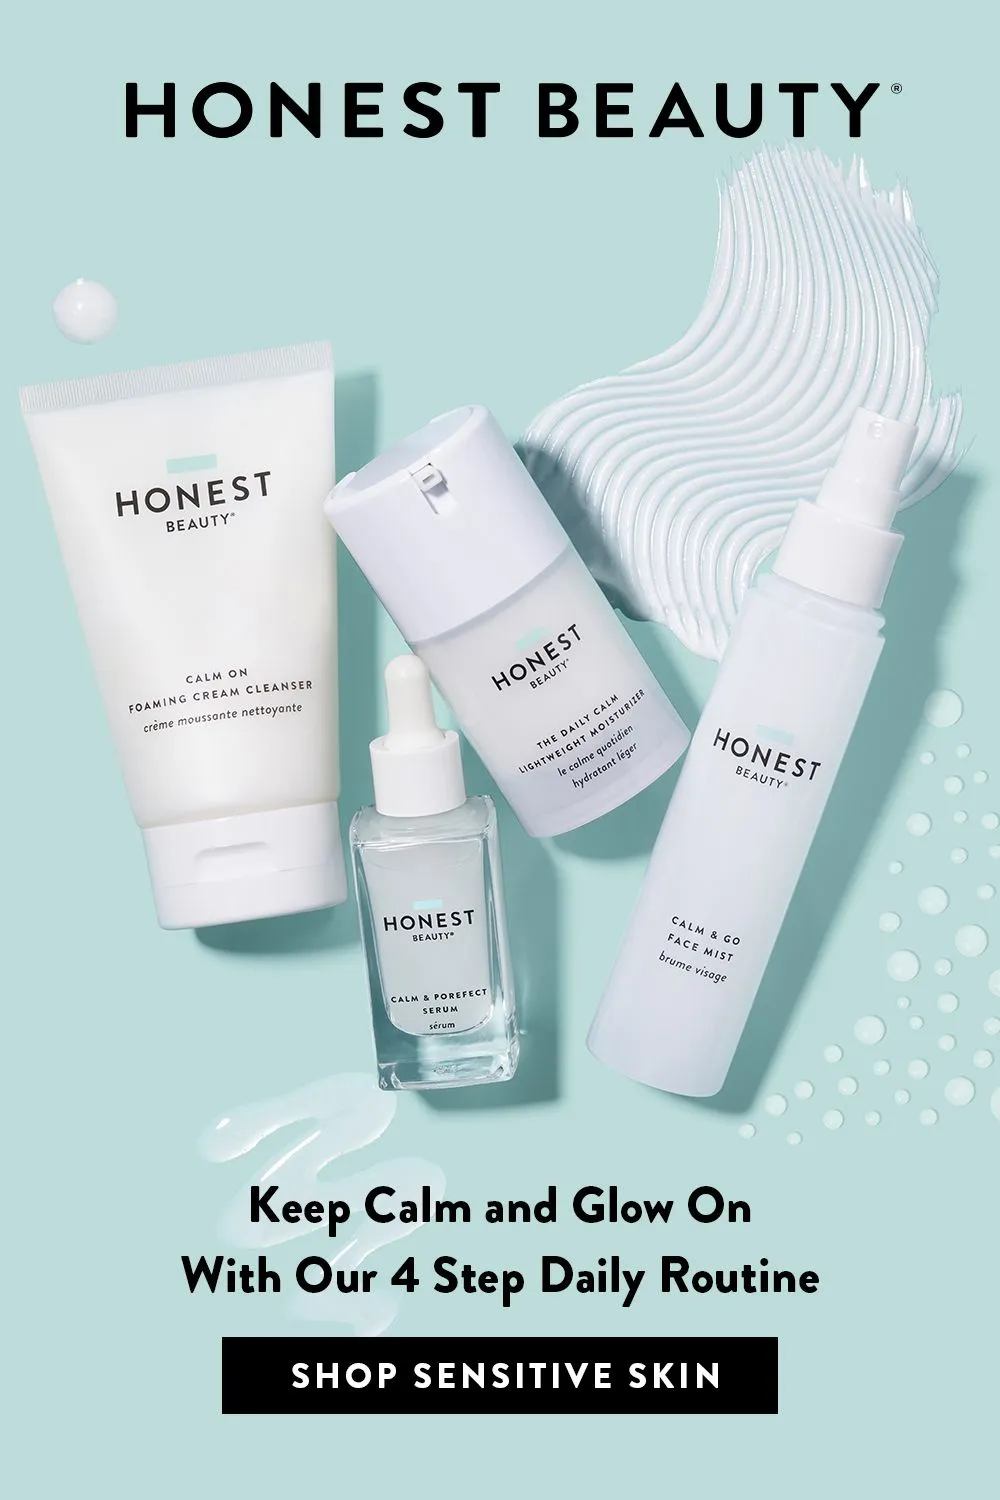 HONEST BEAUTY®
HONEST
BEAUTY®
CALM ON
FOAMING CREAM CLEANSER
crème moussante nettoyante
HONEST
BEAUTY®
THE DAILY CALM
LIGHTWEIGHT MOISTURIZER
le calme quotidien
hydratant léger
HONEST
BEAUTY®
CALM & POREFECT
SERUM
sérum
HONEST
BEAUTY®
CALM & GO
FACE MIST
brume visage
Keep Calm and Glow On
With Our 4 Step Daily Routine
SHOP SENSITIVE SKIN